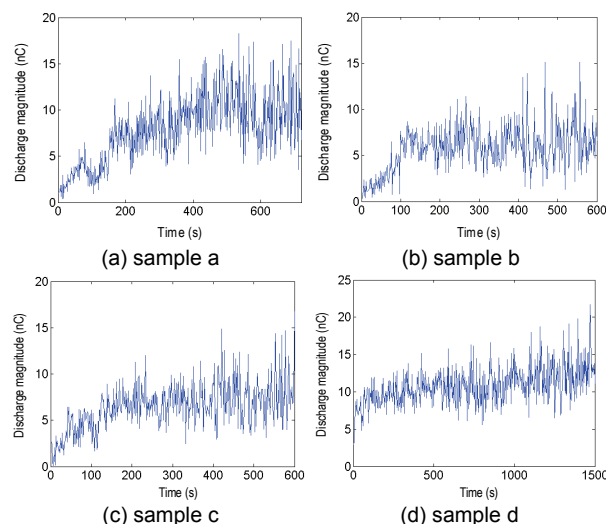 Discharge magnitude (nC)
20
15
10
5
0
0 200 400 600
Time (s)
(a) sample a
Discharge magnitude (nC)
20
15
10
5
0
0 100 200 300 400 500 600
Time (s)
(b) sample b
Discharge magnitude (nC)
20
15
10
5
0
0 100 200 300 400 500 600
Time (s)
(c) sample c
Discharge magnitude (nC)
25
20
15
10
5
0
0 500 1000 1500
Time (s)
(d) sample d